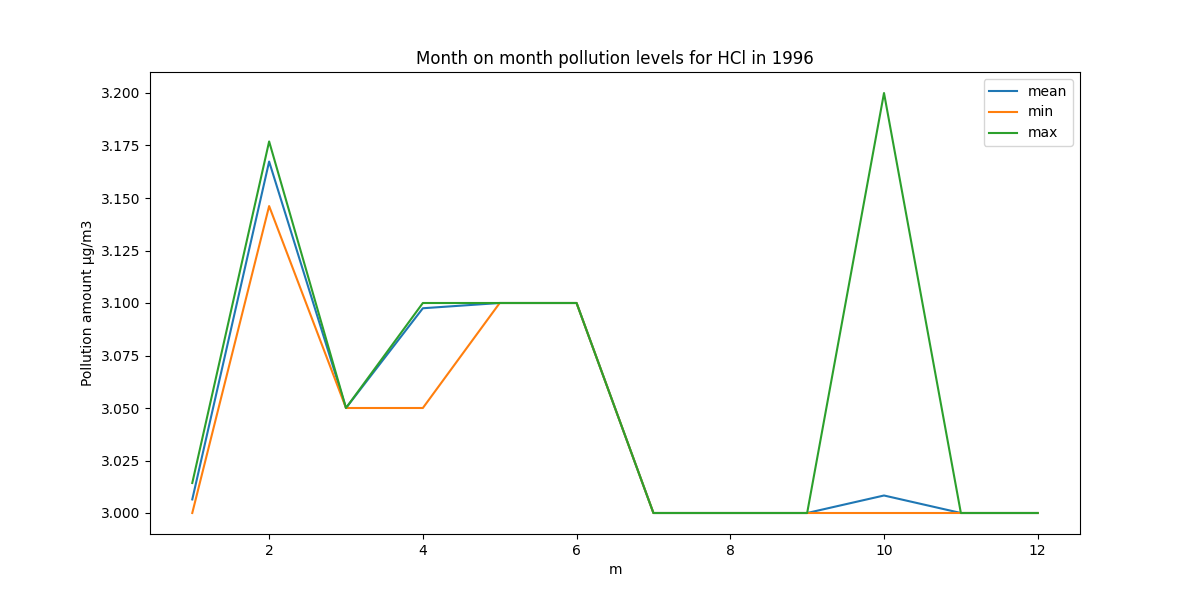 Month on month pollution levels for HCl in 1996
mean
min
max
3.200
3.175
3.150
3.125
3.100
3.075
3.050
3.025
3.000
Pollution amount µg/m3
2 4 6 8 10 12
m